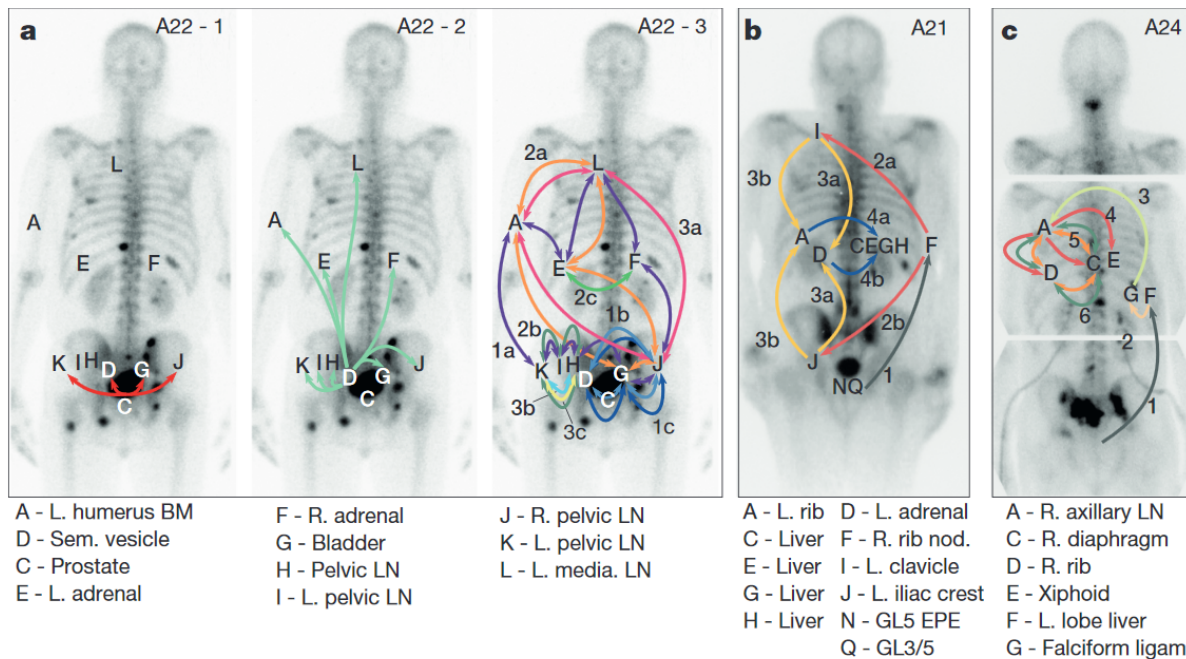 a A22 - 1 A22 - 2 A22 - 3 b A21 c A24
L
A
E F
K I H D G J
C
L
A
E F
K I H D G J
C
2a
L
3a
A
E F
2c
2b 1b
1a
K I H D G J
C
3b 3c 1c
I
2a
3b 3a
4a
A CEGH F
D
4b
3a
2b
3b J
NQ 1
3
A 4
5 E
C
D
G F
6
2
1
A - L. humerus BM
D - Sem. vesicle
C - Prostate
E - L. adrenal
F - R. adrenal
G - Bladder
H - Pelvic LN
I - L. pelvic LN
J - R. pelvic LN
K - L. pelvic LN
L - L. media. LN
A - L. rib D - L. adrenal
C - Liver F - R. rib nod.
E - Liver I - L. clavicle
G - Liver J - L. iliac crest
H - Liver N - GL5 EPE
Q - GL3/5
A - R. axillary LN
C - R. diaphragm
D - R. rib
E - Xiphoid
F - L. lobe liver
G - Falciform ligam